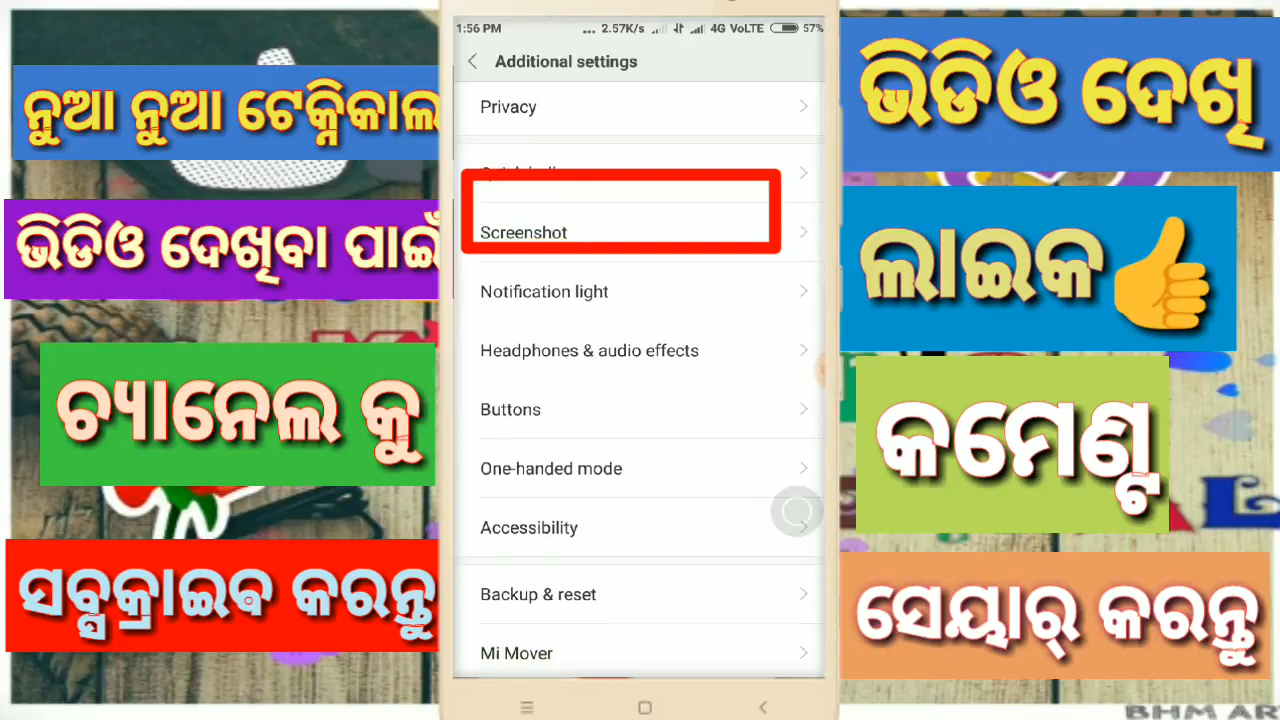 ନୂଆ ନୂଆ ଟେକ୍ନିକାଲ
ଭିଡିଓ ଦେଖିବା ପାଇଁ
ଚ୍ୟାନେଲ କୁ
ସବ୍ସକ୍ରାଇବ କରନ୍ତୁ
1:56 PM ... 2.57K/s 4G VoLTE 57%
Additional settings
Privacy
Screenshot
Notification light
Headphones & audio effects
Buttons
One-handed mode
Accessibility
Backup & reset
Mi Mover
ଭିଡିଓ ଦେଖି
ଲାଇକ
କମେଣ୍ଟ
ସେୟାର୍ କରନ୍ତୁ
BHM AR